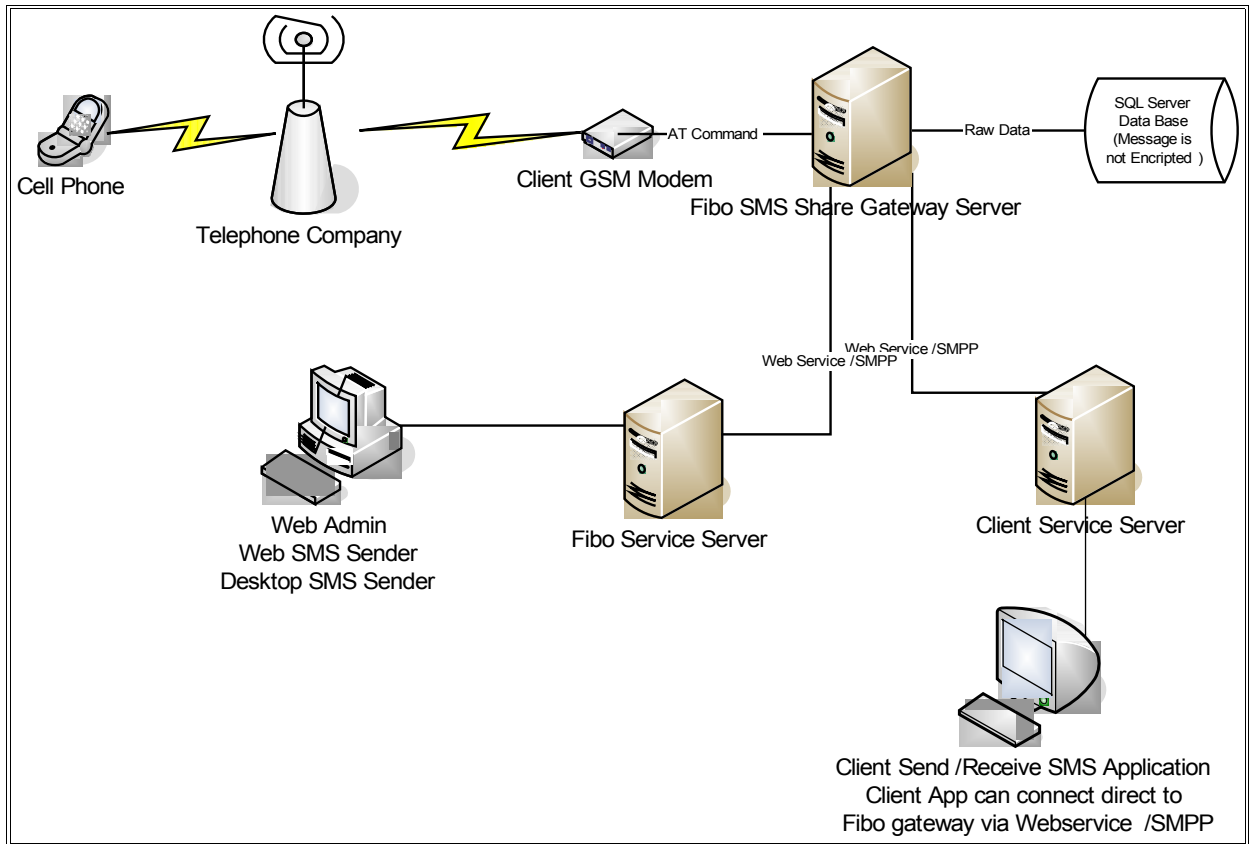 Cell Phone
Telephone Company
Client GSM Modem
AT Command
Fibo SMS Share Gateway Server
Raw Data
SQL Server
Data Base
(Message is
not Encripted )
Web Service /SMPP
Web Service /SMPP
Web Admin
Web SMS Sender
Desktop SMS Sender
Fibo Service Server
Client Service Server
Client Send /Receive SMS Application
Client App can connect direct to
Fibo gateway via Webservice /SMPP